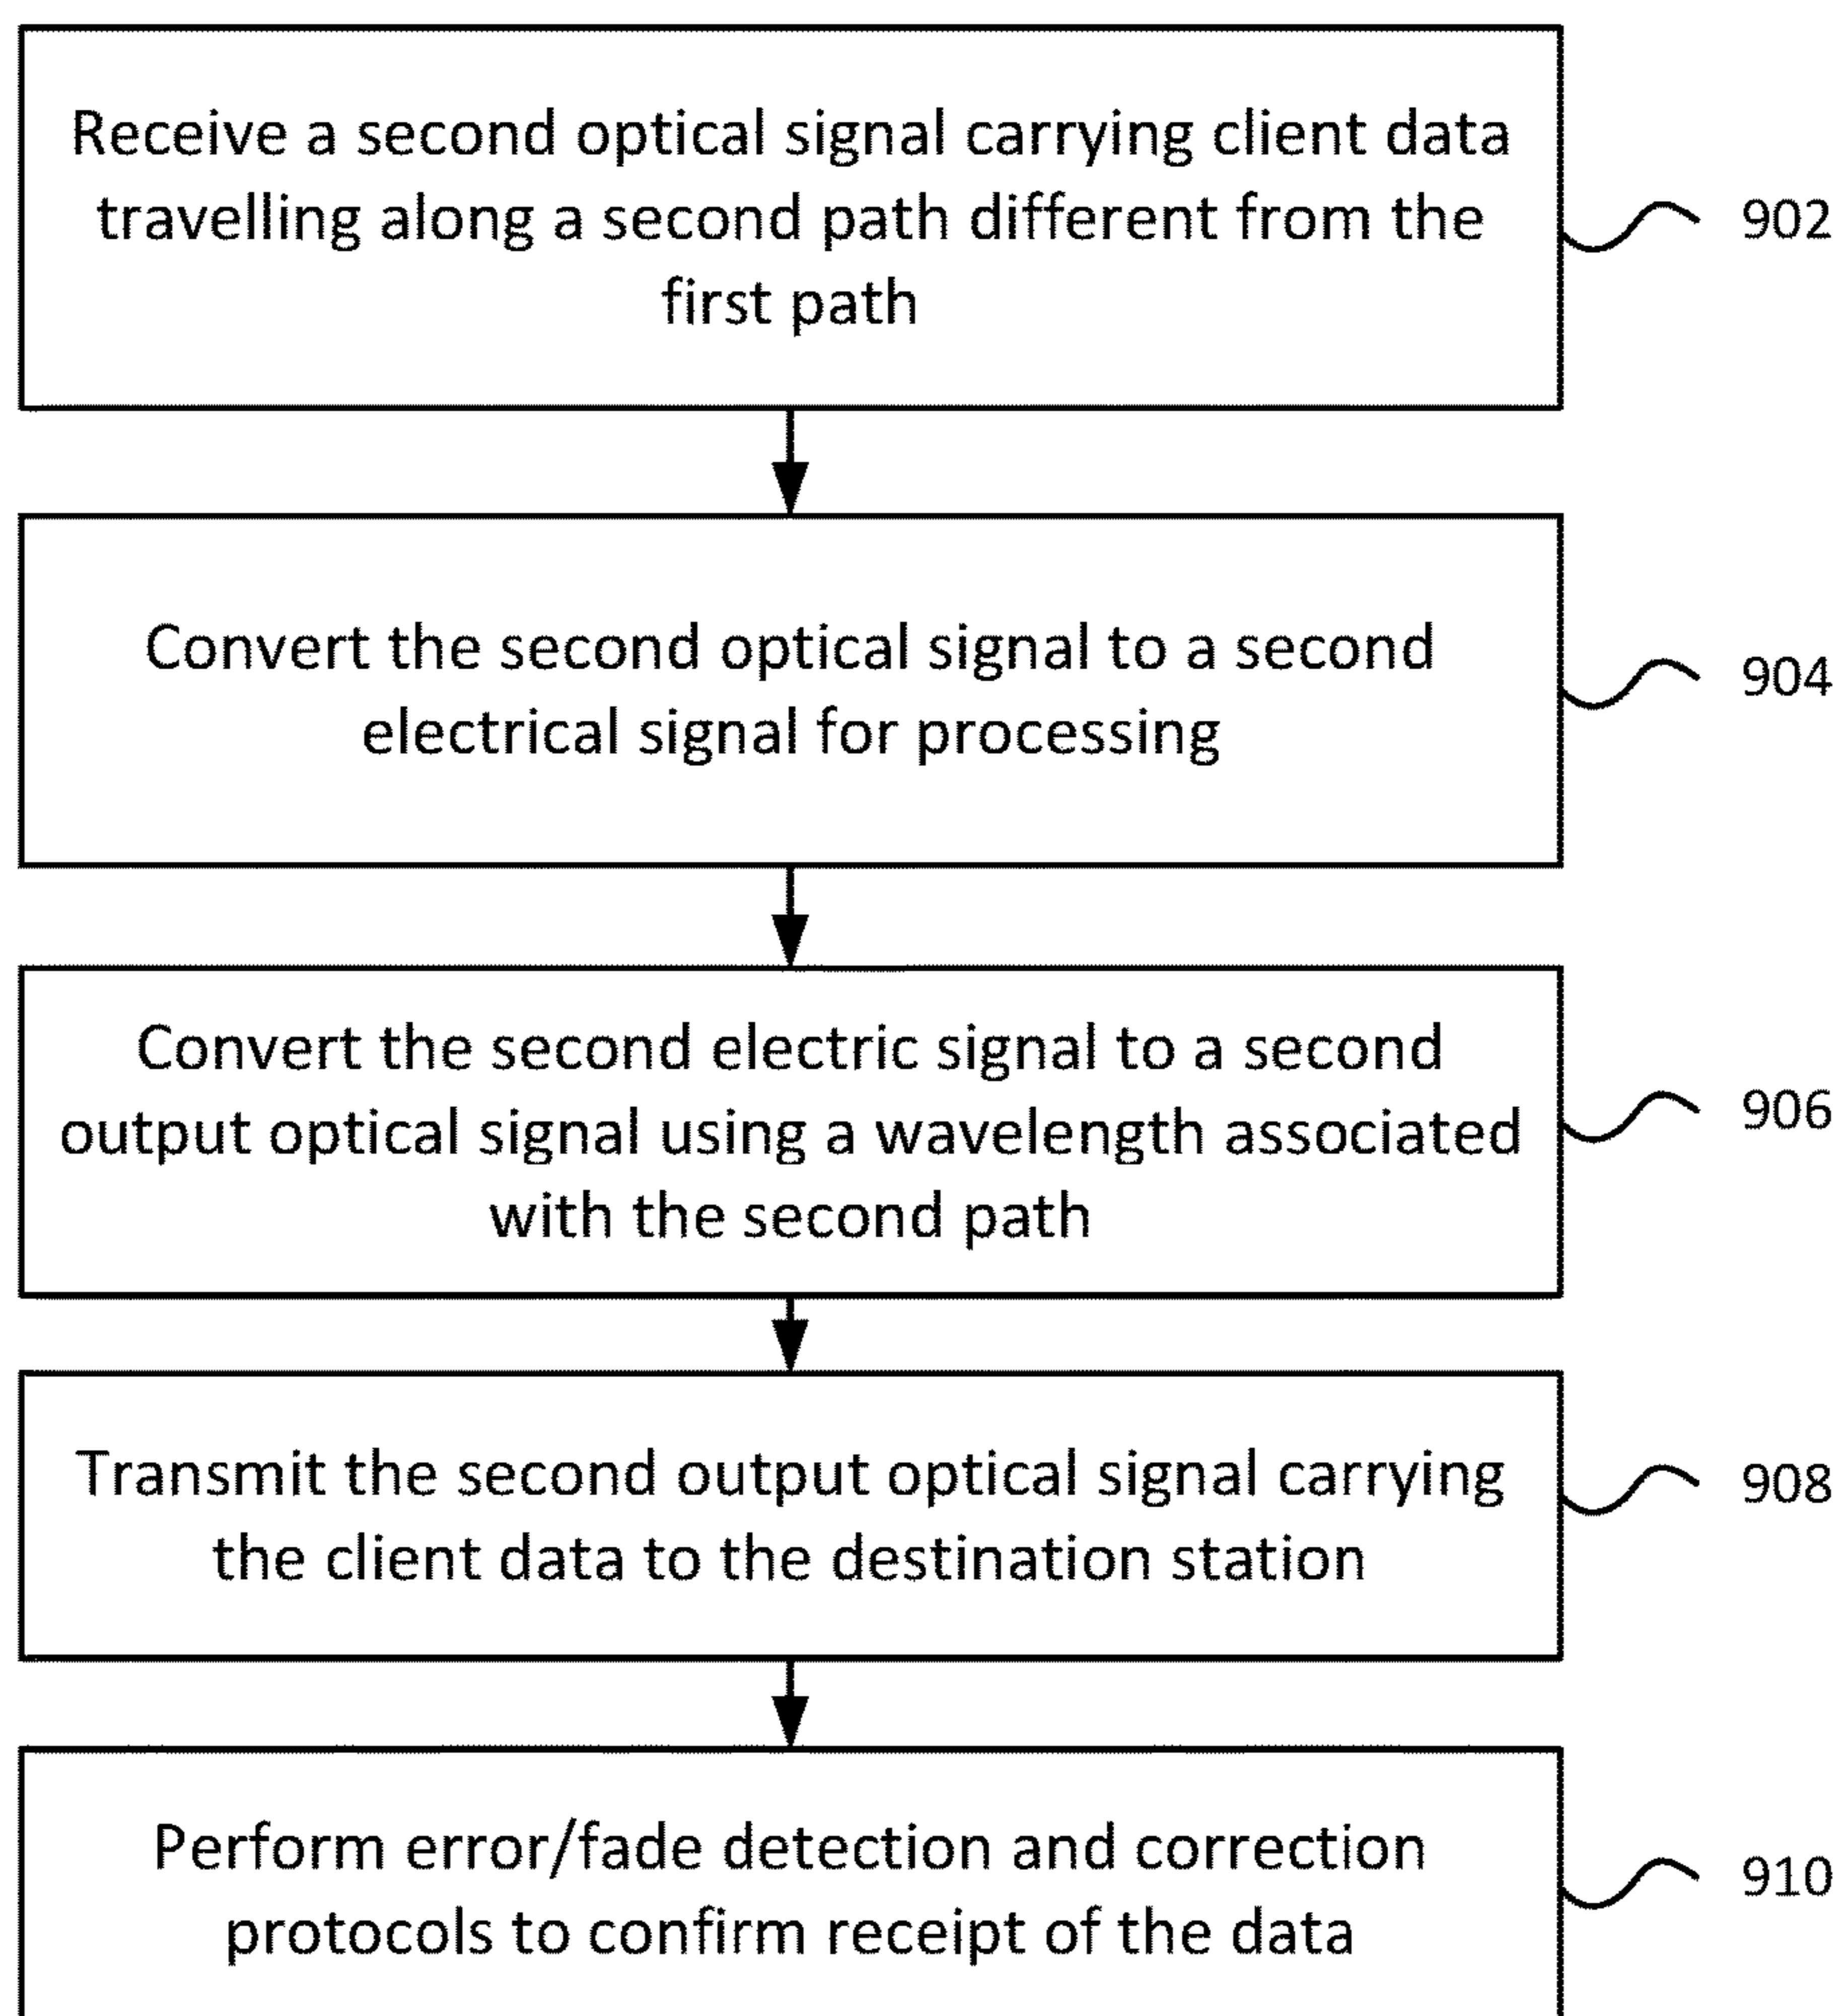 Receive a second optical signal carrying client data
travelling along a second path different from the
first path
902
Convert the second optical signal to a second
electrical signal for processing
904
Convert the second electric signal to a second
output optical signal using a wavelength associated
with the second path
906
Transmit the second output optical signal carrying
the client data to the destination station
908
Perform error/fade detection and correction
protocols to confirm receipt of the data
910